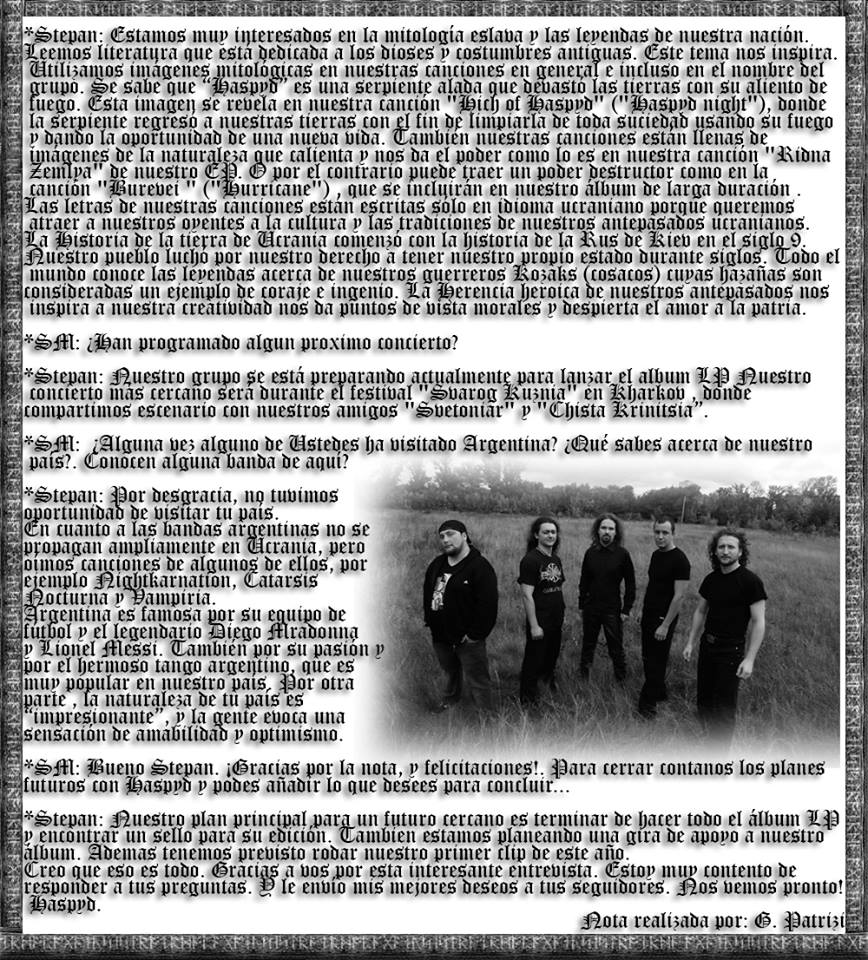 *Stepan: Estamos muy interesados en la mitología eslava y las leyendas de nuestra nación.
Leemos literatura que está dedicada a los dioses y costumbres antiguas. Este tema nos inspira.
Utilizamos imágenes mitológicas en nuestras canciones en general e incluso en el nombre del
grupo. Se sabe que “Haspyd” es una serpiente alada que devastó las tierras con su aliento de
fuego. Esta imagen se revela en nuestra canción "Hich of Haspyd" ("Haspyd night"), donde
la serpiente regresó a nuestras tierras con el fin de limpiarla de toda suciedad usando su fuego
y dando la oportunidad de una nueva vida. También nuestras canciones están llenas de
imágenes de la naturaleza que calienta y nos da el poder como lo es en nuestra canción "Ridna
Zemlya" de nuestro EP. O por el contrario puede traer un poder destructor como en la
canción "Burevei " ("Hurricane") , que se incluirán en nuestro álbum de larga duración .
Las letras de nuestras canciones están escritas sólo en idioma ucraniano porque queremos
atraer a nuestros oyentes a la cultura y las tradiciones de nuestros antepasados ucranianos.
La Historia de la tierra de Ucrania comenzó con la historia de la Rus de Kiev en el siglo 9.
Nuestro pueblo luchó por nuestro derecho a tener nuestro propio estado durante siglos. Todo el
mundo conoce las leyendas acerca de nuestros guerreros Kozaks (cosacos) cuyas hazañas son
consideradas un ejemplo de coraje e ingenio. La Herencia heroica de nuestros antepasados nos
inspira a nuestra creatividad nos da puntos de vista morales y despierta el amor a la patria.
*SM: ¿Han programado algun proximo concierto?
*Stepan: Nuestro grupo se está preparando actualmente para lanzar el album LP Nuestro
concierto más cercano será durante el festival "Svarog Kuznia" en Kharkov , donde
compartimos escenario con nuestros amigos "Svetoniar" y "Chista Krinitsia”.
*SM: ¿Alguna vez alguno de Ustedes ha visitado Argentina? ¿Qué sabes acerca de nuestro
país?. Conocen alguna banda de aquí?
*Stepan: Por desgracia, no tuvimos
oportunidad de visitar tu país.
En cuanto a las bandas argentinas no se
propagan ampliamente en Ucrania, pero
oimos canciones de algunos de ellos, por
ejemplo Nightkarnation, Catarsis
Nocturna y Vampiria.
Argentina es famosa por su equipo de
fútbol y el legendario Diego Mradonna
y Lionel Messi. También por su pasión y
por el hermoso tango argentino, que es
muy popular en nuestro país. Por otra
parte , la naturaleza de tu país es
“impresionante”, y la gente evoca una
sensación de amabilidad y optimismo.
*SM: Bueno Stepan. ¡Gracias por la nota, y felicitaciones!. Para cerrar contanos los planes
futuros con Haspyd y podes añadir lo que desees para concluir...
*Stepan: Nuestro plan principal para un futuro cercano es terminar de hacer todo el álbum LP
y encontrar un sello para su edición. También estamos planeando una gira de apoyo a nuestro
álbum. Ademas tenemos previsto rodar nuestro primer clip de este año.
Creo que eso es todo. Gracias a vos por esta interesante entrevista. Estoy muy contento de
responder a tus preguntas. Y le envío mis mejores deseos a tus seguidores. Nos vemos pronto!
Haspyd.
Nota realizada por: G. Patrizi